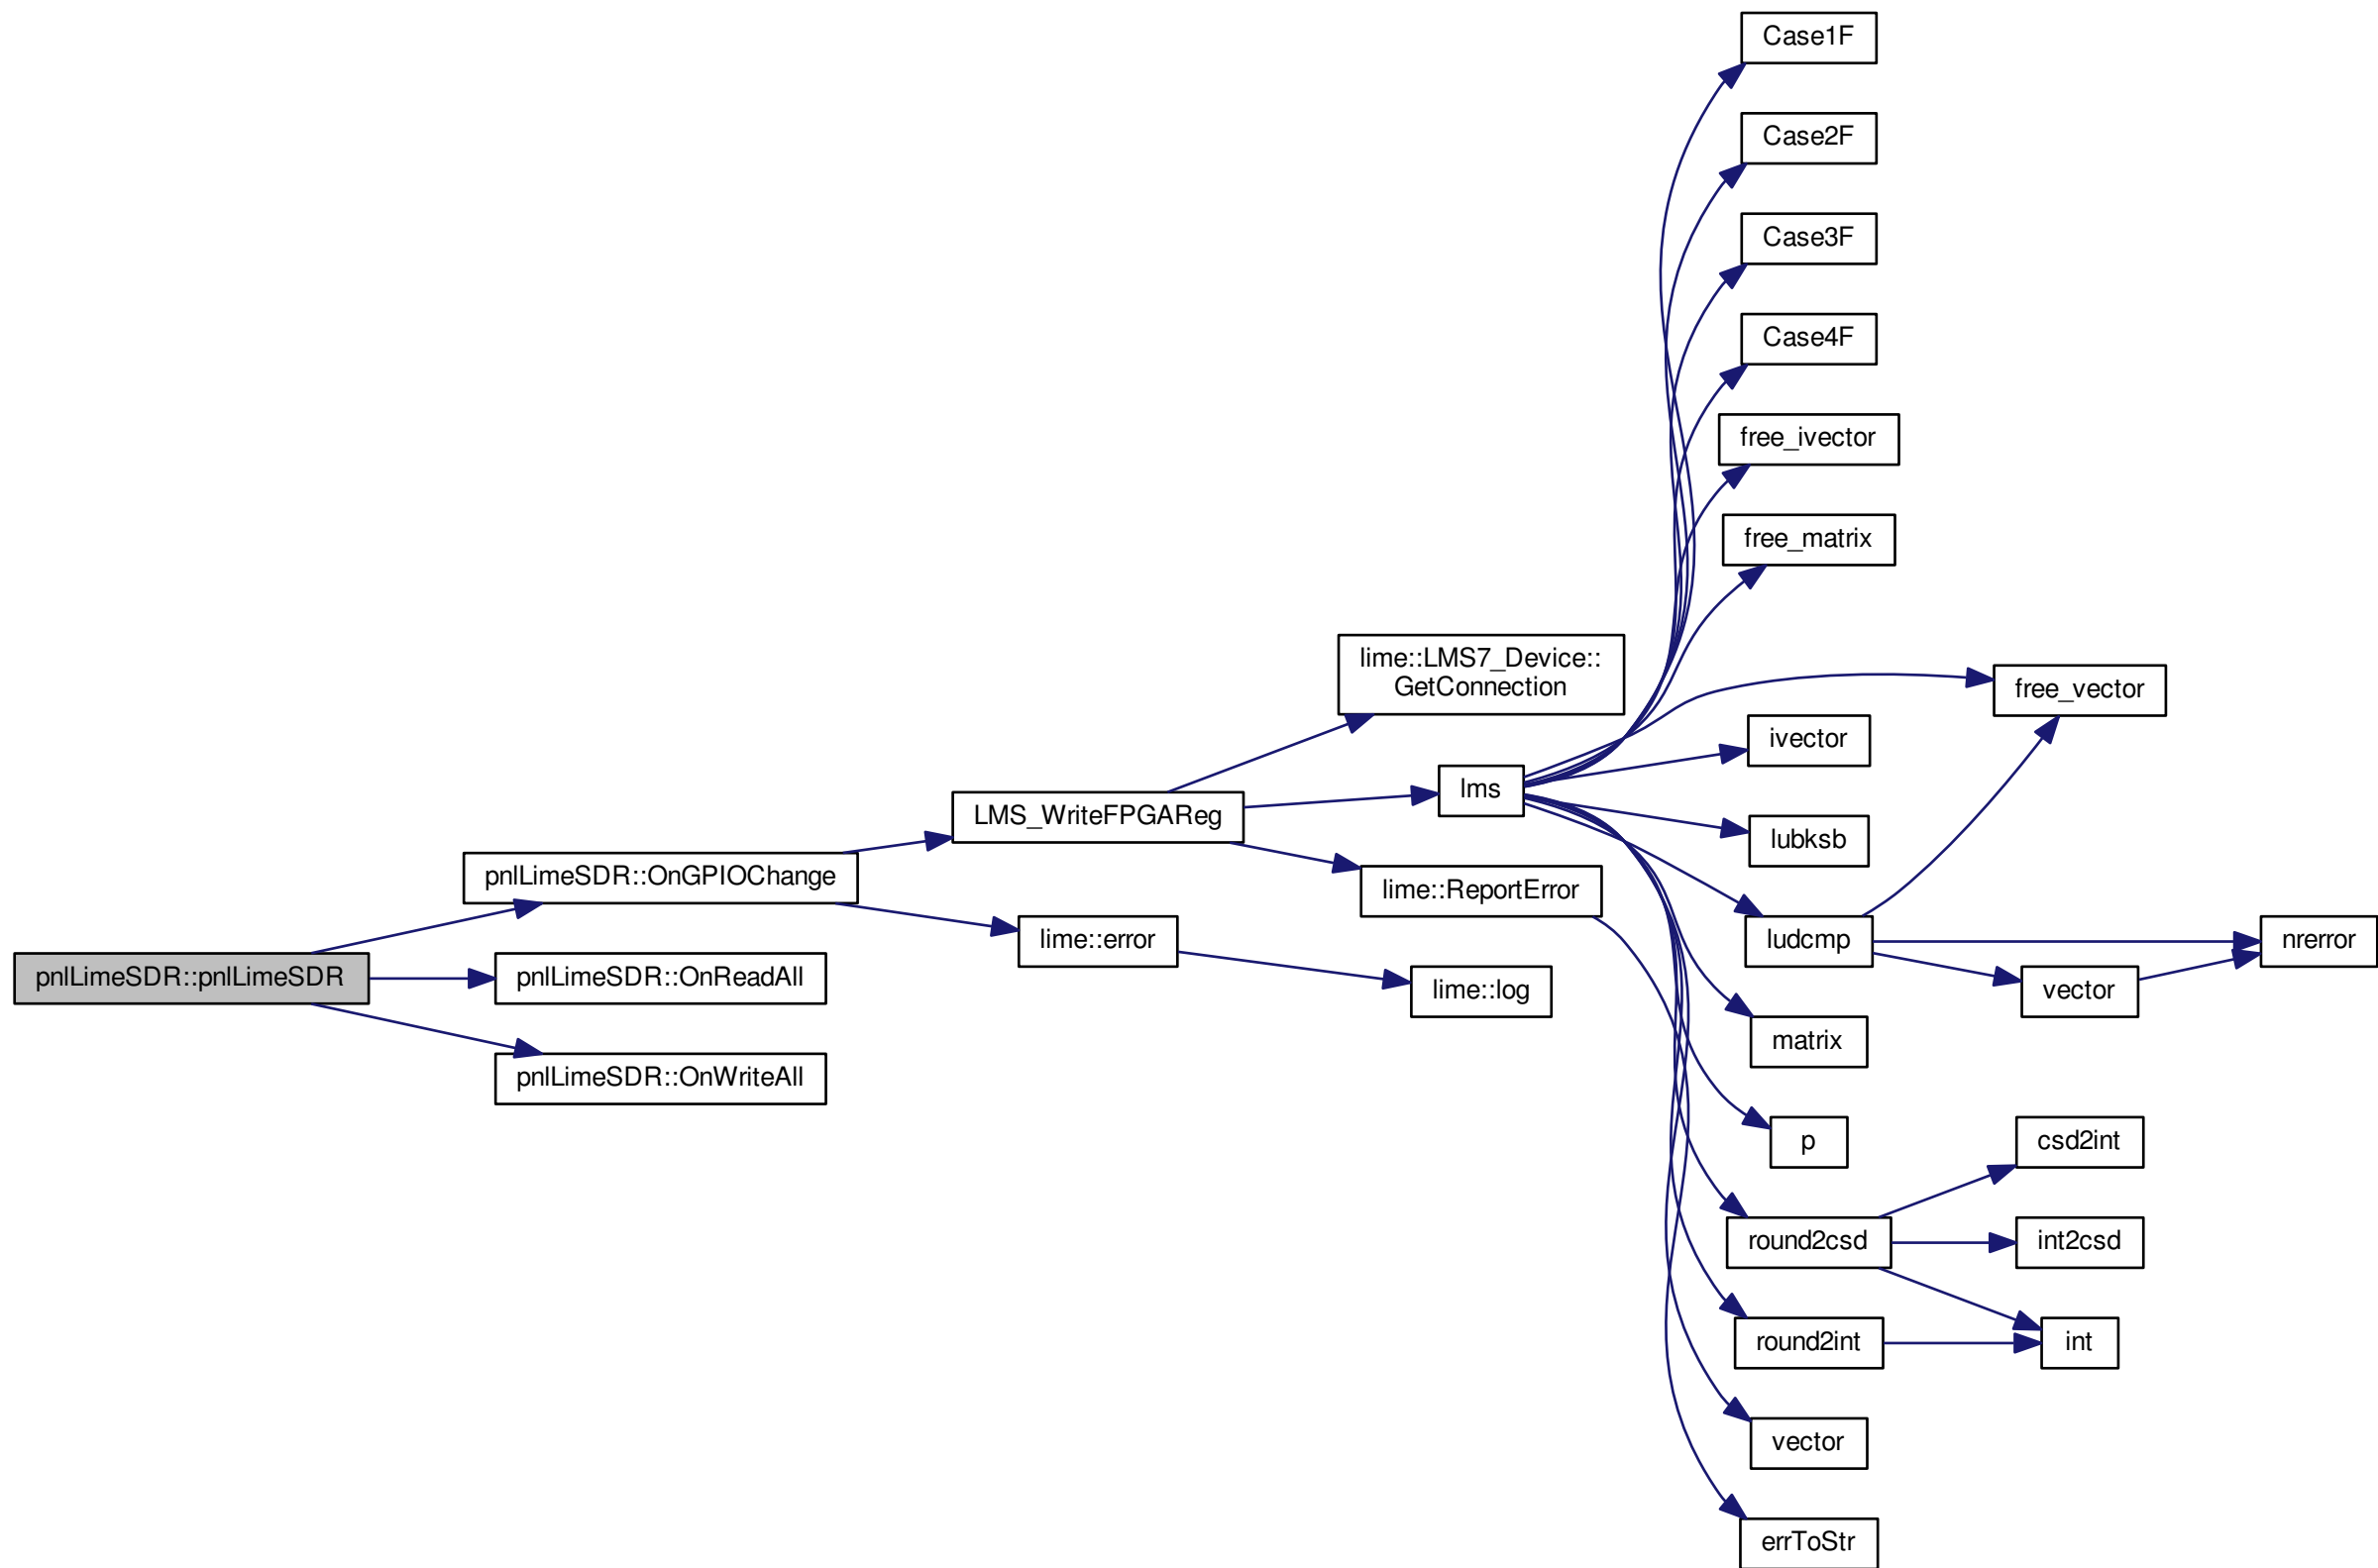 Case1F
Case2F
Case3F
Case4F
free_ivector
free_matrix
lime::LMS7_Device::
GetConnection
free_vector
ivector
lms
LMS_WriteFPGAReg
lubksb
pnlLimeSDR::OnGPIOChange
lime::ReportError
lime::error
ludcmp
nrerror
pnlLimeSDR::pnlLimeSDR
pnlLimeSDR::OnReadAll
lime::log
vector
matrix
pnlLimeSDR::OnWriteAll
p
csd2int
round2csd
int2csd
round2int
int
vector
errToStr